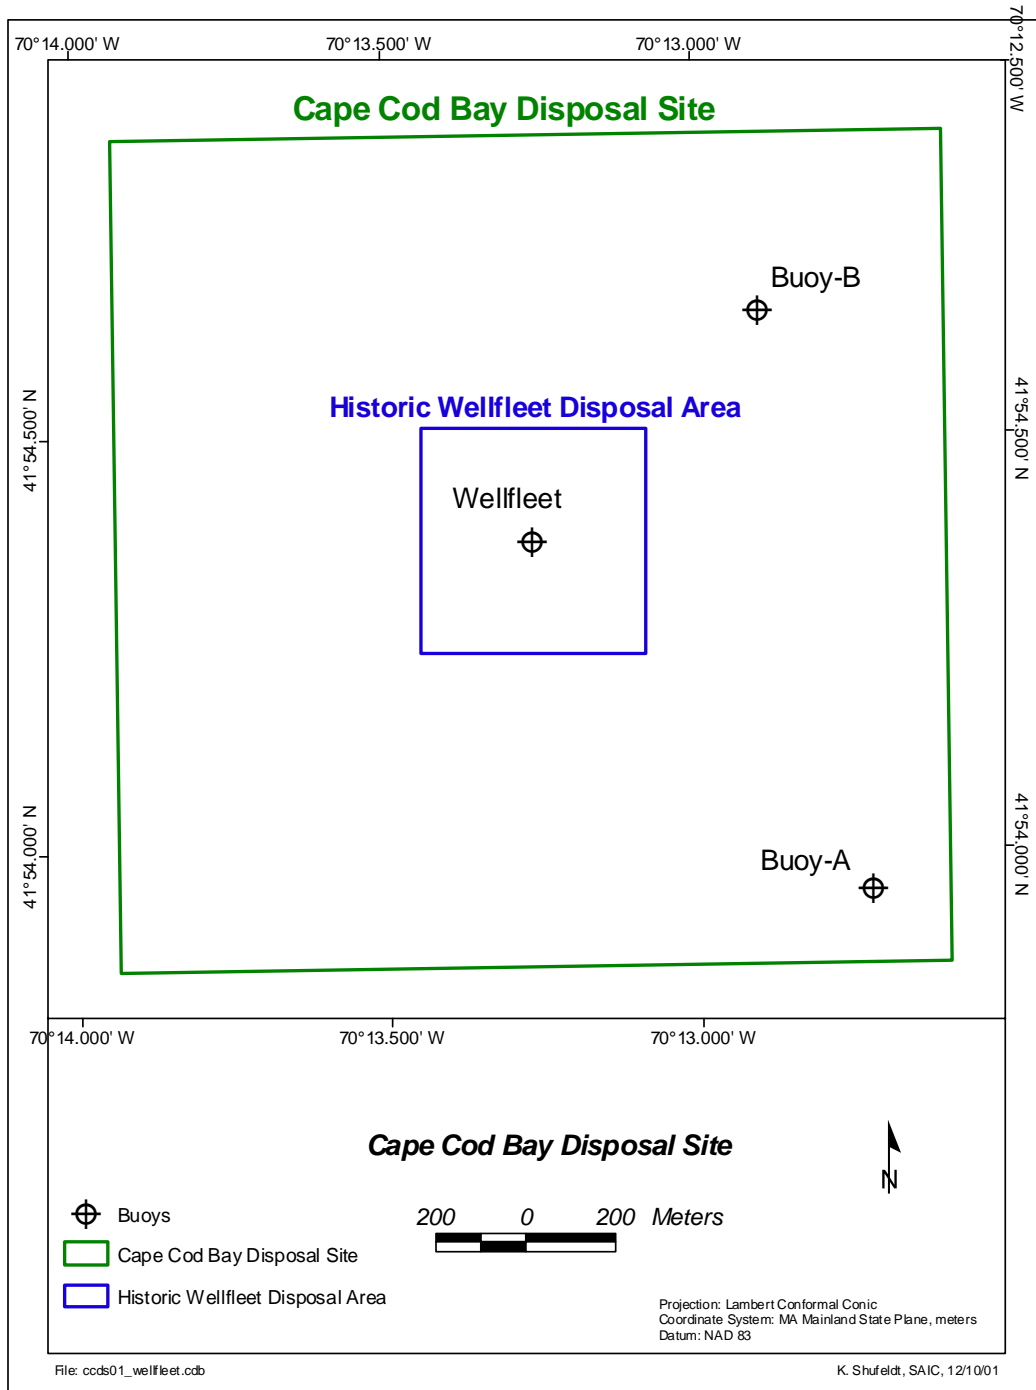 70°14.000' W
70°13.500' W
70°13.000' W
70°12.500' W
Cape Cod Bay Disposal Site
Buoy-B
Historic Wellfleet Disposal Area
41°54.500' N
41°54.500' N
Wellfleet
41°54.000' N
41°54.000' N
Buoy-A
70°14.000' W
70°13.500' W
70°13.000' W
Cape Cod Bay Disposal Site
N
Buoys
200 0 200 Meters
Cape Cod Bay Disposal Site
Historic Wellfleet Disposal Area
Projection: Lambert Conformal Conic
Coordinate System: MA Mainland State Plane, meters
Datum: NAD 83
File: ccds01_wellfleet.cdb
K. Shufeldt, SAIC, 12/10/01